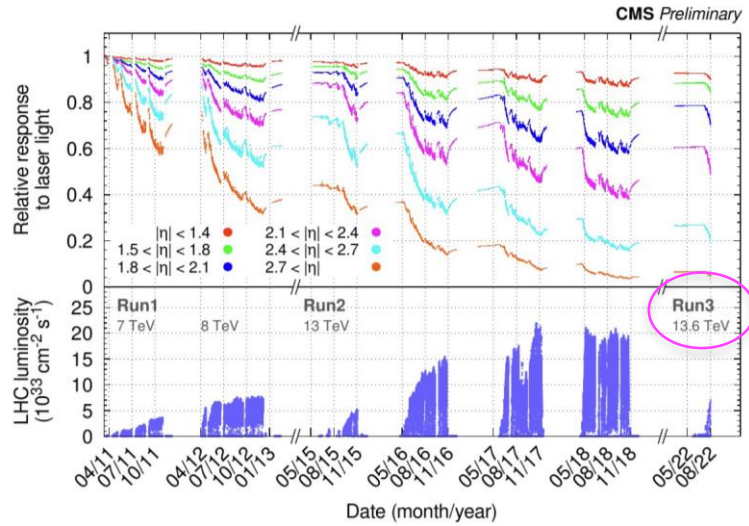 CMS Preliminary
Relative response
to laser light
1
0.8
0.6
0.4
0.2
0
|η| < 1.4
1.5 < |η| < 1.8
1.8 < |η| < 2.1
2.1 < |η| < 2.4
2.4 < |η| < 2.7
2.7 < |η|
LHC luminosity
(10³³ cm⁻² s⁻¹)
25
20
15
10
5
0
Run1
7 TeV
8 TeV
Run2
13 TeV
Run3
13.6 TeV
04/11
07/11
10/11
04/12
07/12
10/12
01/13
05/15
08/15
11/15
05/16
08/16
11/16
05/17
08/17
11/17
05/18
08/18
11/18
05/22
08/22
Date (month/year)